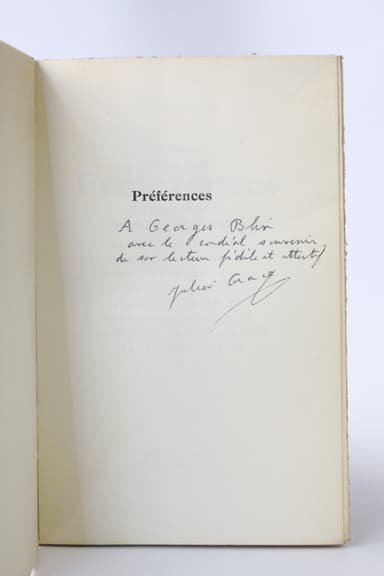 Préférences
A Georges Blin
avec le cordial souvenir
de son lecteur fidèle et attentif
Julien Gracq